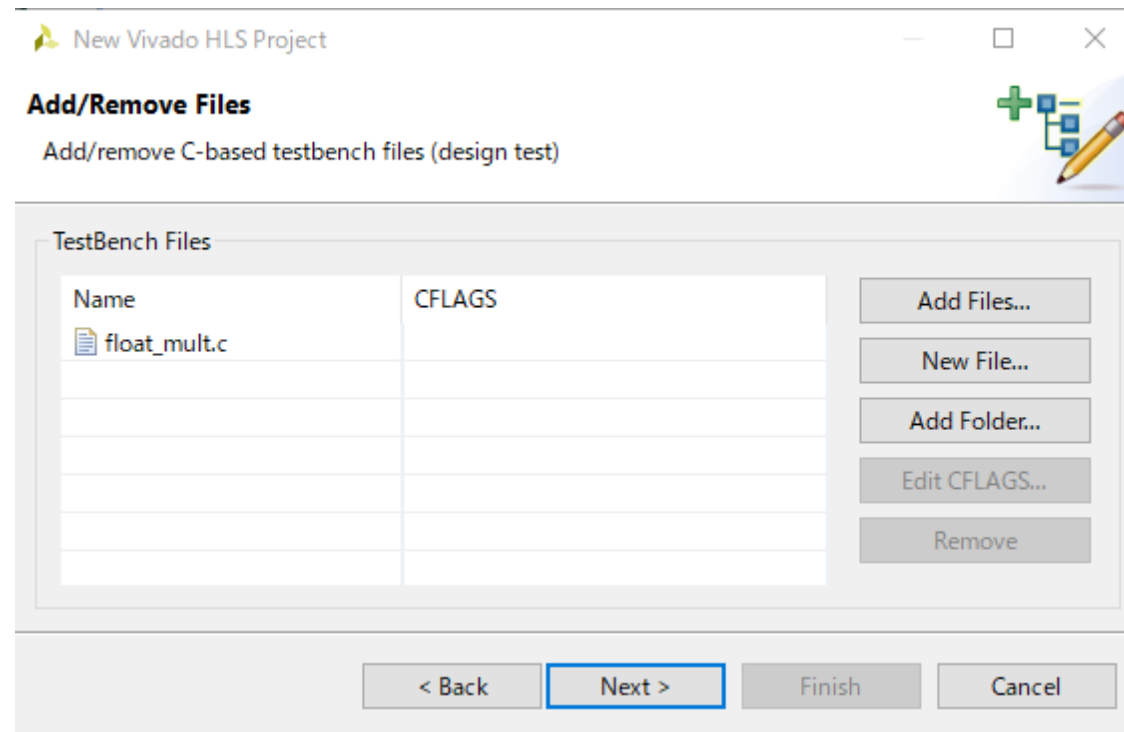 New Vivado HLS Project
Add/Remove Files
Add/remove C-based testbench files (design test)
TestBench Files
Name CFLAGS Add Files...
float_mult.c
New File...
Add Folder...
Edit CFLAGS...
Remove
< Back Next > Finish Cancel